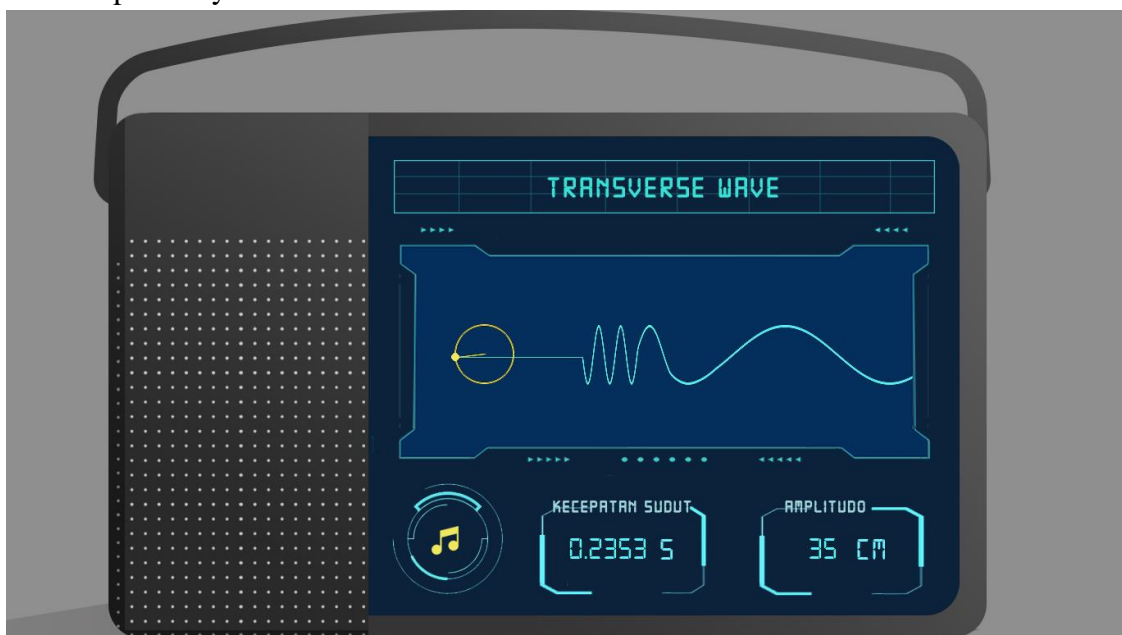 TRANSVERSE WAVE
KECEPATAN SUDUT
0.2353 S
AMPLITUDO
35 CM